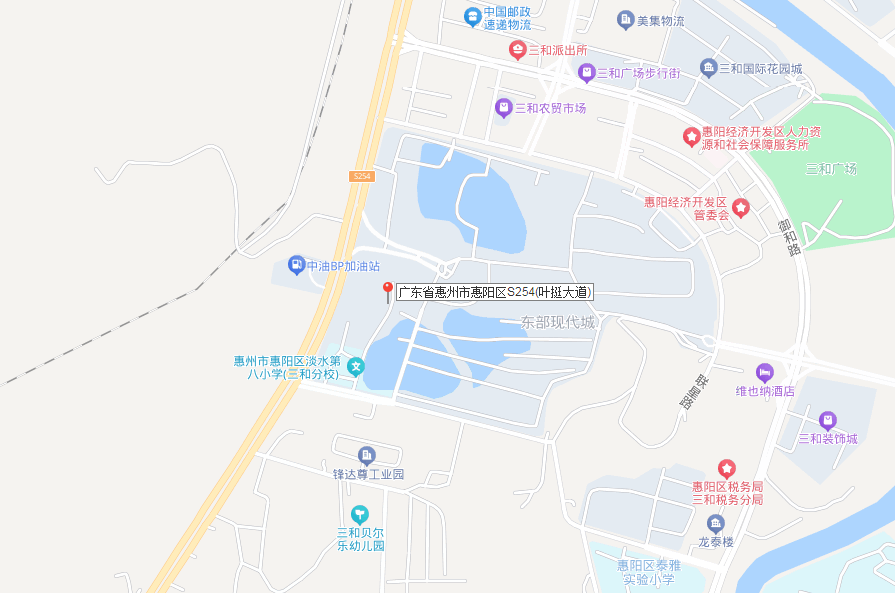 中国邮政
速递物流
美集物流
三和派出所
三和广场步行街
三和国际花园城
三和农贸市场
惠阳经济开发区人力资
源和社会保障服务所
三和广场
S254
惠阳经济开发区
管委会
御和路
中油BP加油站
广东省惠州市惠阳区S254(叶挺大道)
东部现代城
惠州市惠阳区淡水第
八小学(三和分校)
维也纳酒店
联星路
三和装饰城
锋达尊工业园
惠阳区税务局
三和税务分局
三和贝尔
乐幼儿园
龙泰楼
惠阳区泰雅
实验小学